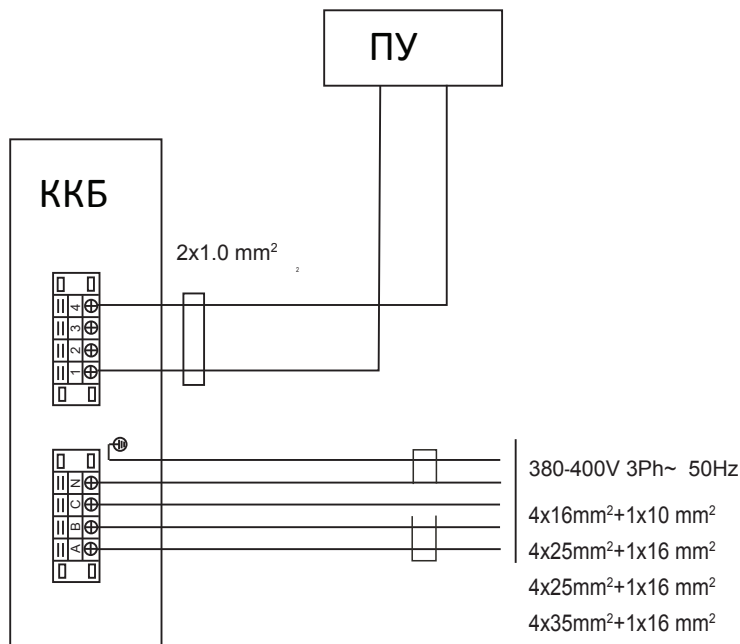 ПУ
ККБ
2x1.0 mm²
2
4
3
2
1
N
C
B
A
380-400V 3Ph~ 50Hz
4x16mm²+1x10 mm²
4x25mm²+1x16 mm²
4x25mm²+1x16 mm²
4x35mm²+1x16 mm²